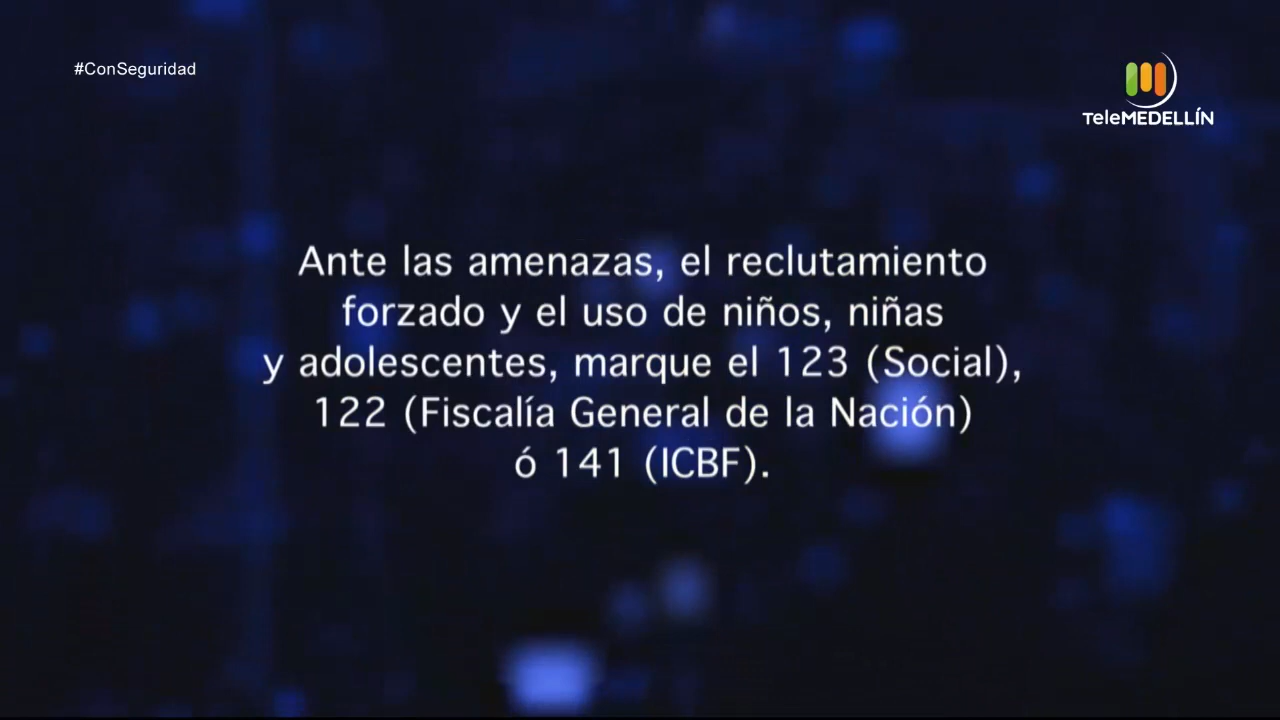 #ConSeguridad
TeleMEDELLÍN
Ante las amenazas, el reclutamiento
forzado y el uso de niños, niñas
y adolescentes, marque el 123 (Social),
122 (Fiscalía General de la Nación)
ó 141 (ICBF).